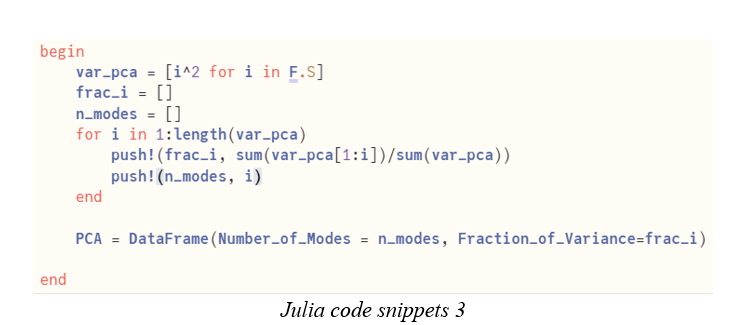 begin
var_pca = [i^2 for i in F.S]
frac_i = []
n_modes = []
for i in 1:length(var_pca)
push!(frac_i, sum(var_pca[1:i])/sum(var_pca))
push!(n_modes, i)
end
PCA = DataFrame(Number_of_Modes = n_modes, Fraction_of_Variance=frac_i)
end
Julia code snippets 3